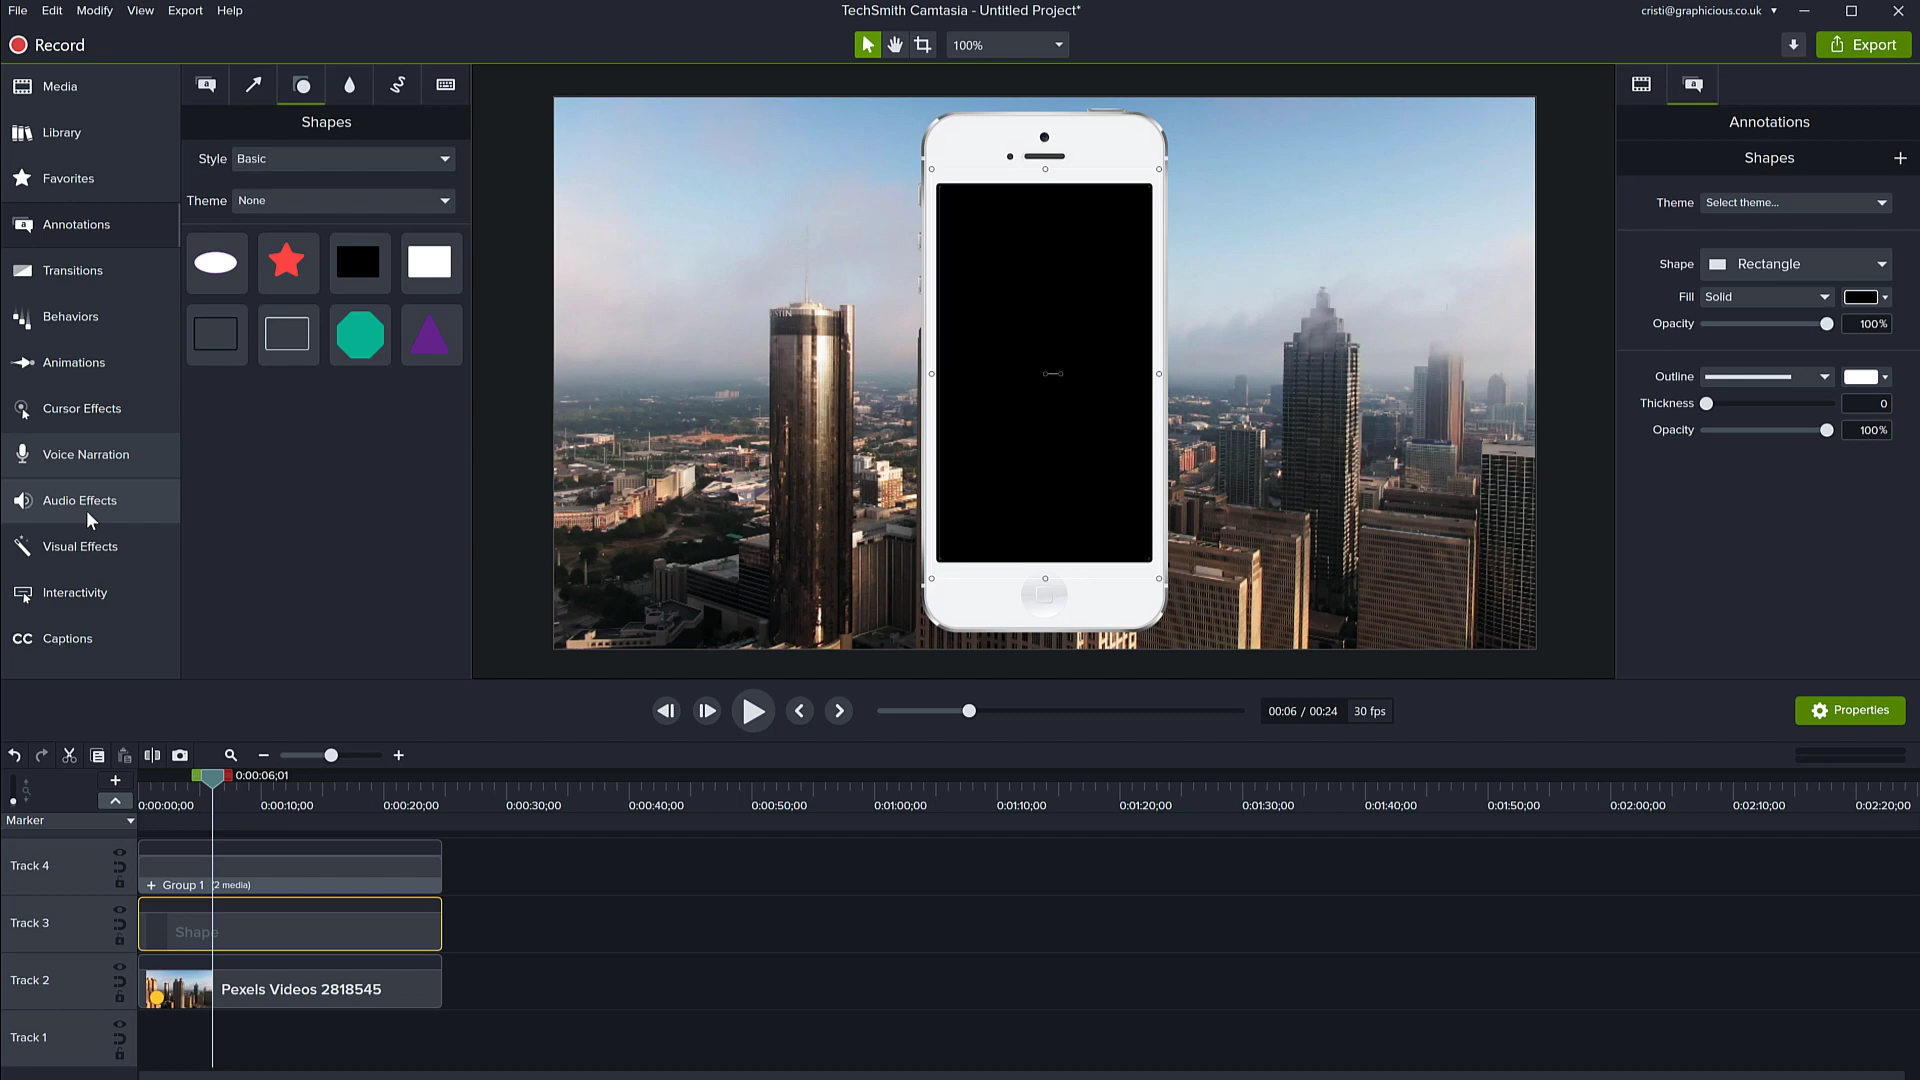 File Edit Modify View Export Help
TechSmith Camtasia - Untitled Project*
cristi@graphicious.co.uk
Record
100%
Export
Media
Library
Favorites
Annotations
Transitions
Behaviors
Animations
Cursor Effects
Voice Narration
Audio Effects
Visual Effects
Interactivity
CC Captions
a
Shapes
Style Basic
Theme None
Annotations
Shapes
Theme Select theme...
Shape Rectangle
Fill Solid
Opacity 100%
Outline
Thickness 0
Opacity 100%
00:06 / 00:24 30 fps
Properties
0:00:06;01
0:00:00;00 0:00:10;00 0:00:20;00 0:00:30;00 0:00:40;00 0:00:50;00 0:01:00;00 0:01:10;00 0:01:20;00 0:01:30;00 0:01:40;00 0:01:50;00 0:02:00;00 0:02:10;00 0:02:20;00
Marker
Track 4
+ Group 1 (2 media)
Track 3
Shape
Track 2
Pexels Videos 2818545
Track 1